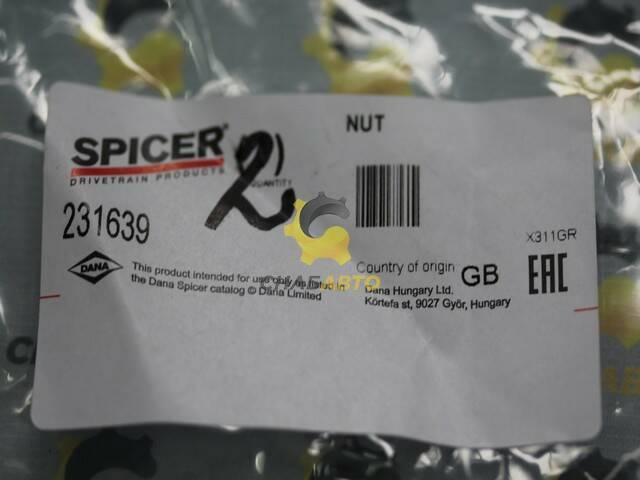 NUT
SPICER®
DRIVETRAIN PRODUCTS
2
QUANTITY
231639
X311GR
DANA
This product intended for use only as listed in
the Dana Spicer catalog © Dana Limited
Country of origin GB
Dana Hungary Ltd.
Körtefa st, 9027 Győr, Hungary
EAC
АВТО